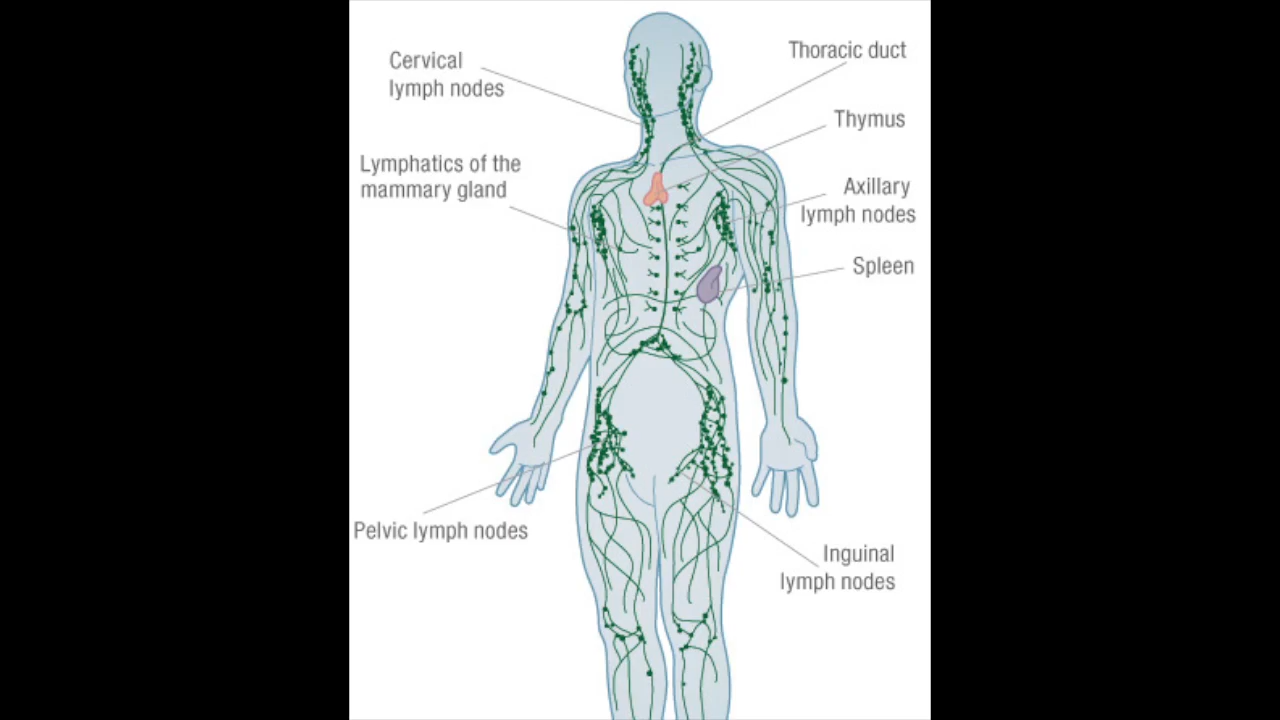 Cervical
lymph nodes
Thoracic duct
Thymus
Lymphatics of the
mammary gland
Axillary
lymph nodes
Spleen
Pelvic lymph nodes
Inguinal
lymph nodes